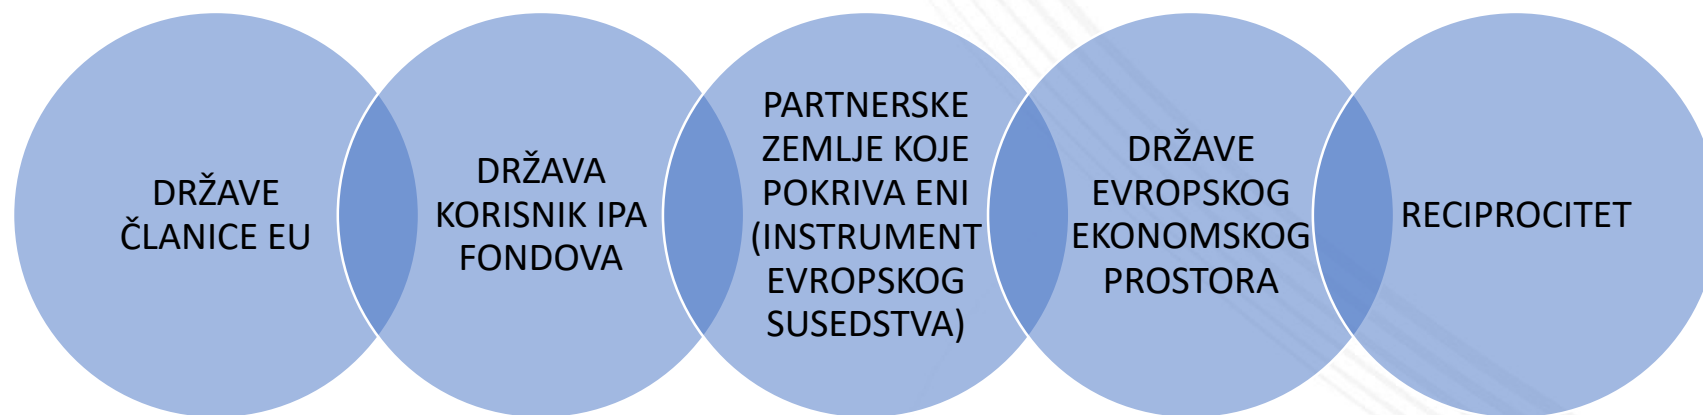 DRŽAVE
ČLANICE EU
DRŽAVA
KORISNIK IPA
FONDOVA
PARTNERSKE
ZEMLJE KOJE
POKRIVA ENI
(INSTRUMENT
EVROPSKOG
SUSEDSTVA)
DRŽAVE
EVROPSKOG
EKONOMSKOG
PROSTORA
RECIPROCITET